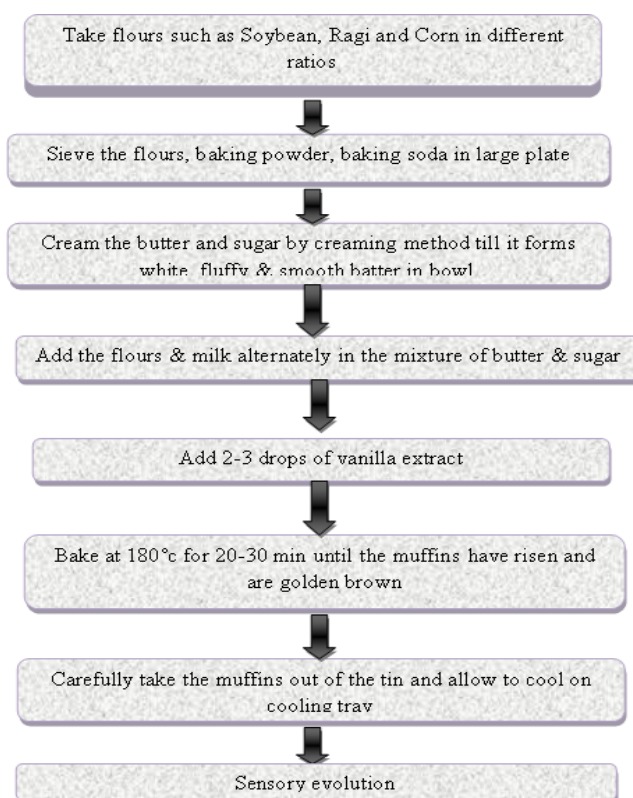 Take flours such as Soybean, Ragi and Corn in different
ratios
Sieve the flours, baking powder, baking soda in large plate
Cream the butter and sugar by creaming method till it forms
white, fluffy & smooth batter in bowl
Add the flours & milk alternately in the mixture of butter & sugar
Add 2-3 drops of vanilla extract
Bake at 180°c for 20-30 min until the muffins have risen and
are golden brown
Carefully take the muffins out of the tin and allow to cool on
cooling tray
Sensory evolution